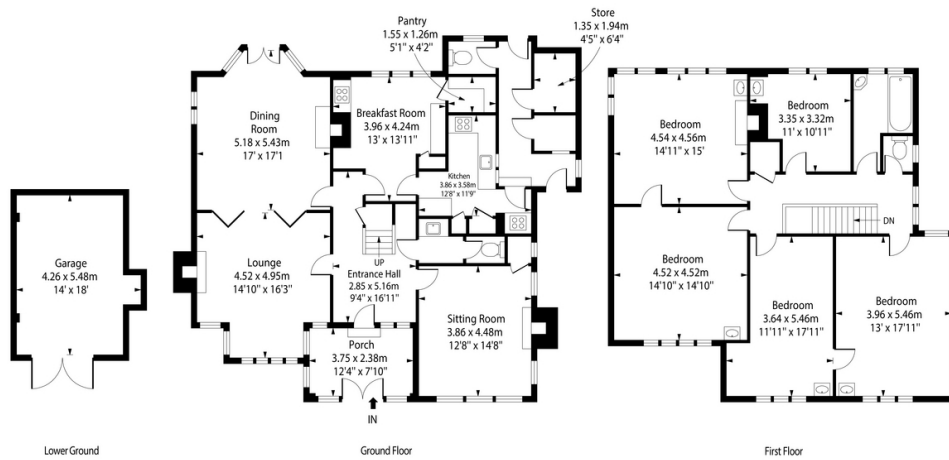 Pantry
1.55 x 1.26m
5'1" x 4'2"
Store
1.35 x 1.94m
4'5" x 6'4"
Dining
Room
5.18 x 5.43m
17' x 17'1
Breakfast Room
3.96 x 4.24m
13' x 13'11"
Kitchen
3.86 x 3.58m
12'8" x 11'9"
Bedroom
4.54 x 4.56m
14'11" x 15'
Bedroom
3.35 x 3.32m
11' x 10'11"
DN
Garage
4.26 x 5.48m
14' x 18'
Lounge
4.52 x 4.95m
14'10" x 16'3"
UP
Entrance Hall
2.85 x 5.16m
9'4" x 16'11"
Sitting Room
3.86 x 4.48m
12'8" x 14'8"
Porch
3.75 x 2.38m
12'4" x 7'10"
IN
Bedroom
4.52 x 4.52m
14'10" x 14'10"
Bedroom
3.64 x 5.46m
11'11" x 17'11"
Bedroom
3.96 x 5.46m
13' x 17'11"
Lower Ground
Ground Floor
First Floor